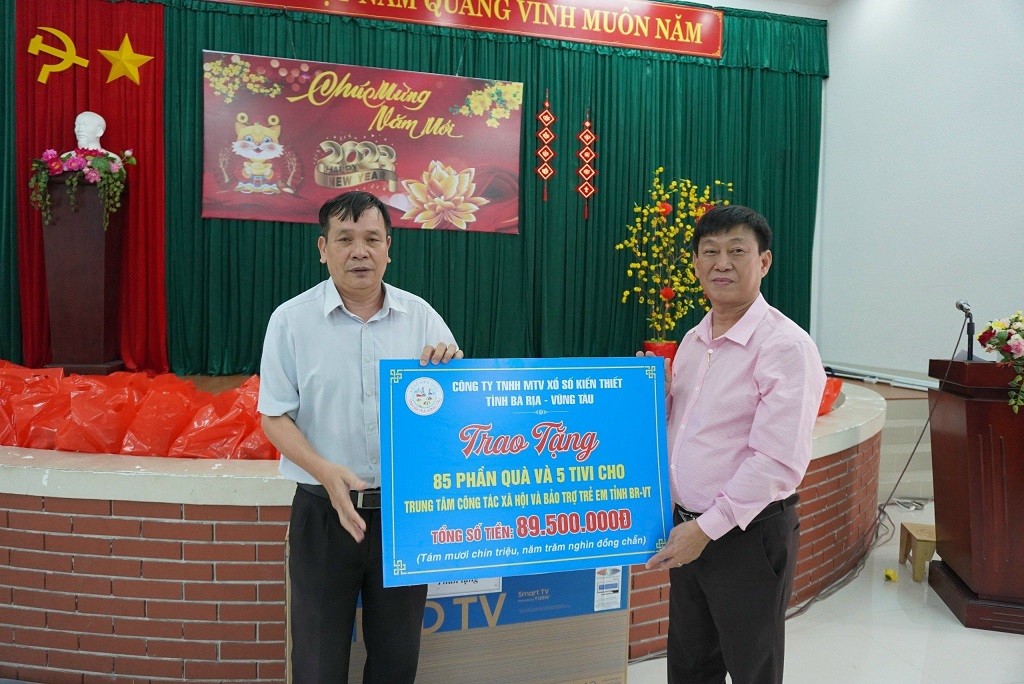 NAM QUANG VINH MUÔN NĂM
Chúc Mừng
Năm Mới
2023
HAPPY
NEW YEAR
CÔNG TY TNHH MTV XỔ SỐ KIẾN THIẾT
TỈNH BÀ RỊA - VŨNG TÀU
Trao Tặng
85 PHẦN QUÀ VÀ 5 TIVI CHO
TRUNG TÂM CÔNG TÁC XÃ HỘI VÀ BẢO TRỢ TRẺ EM TỈNH BR-VT
TỔNG SỐ TIỀN: 89.500.000Đ
(Tám mươi chín triệu, năm trăm nghìn đồng chẵn)
TV
Smart TV